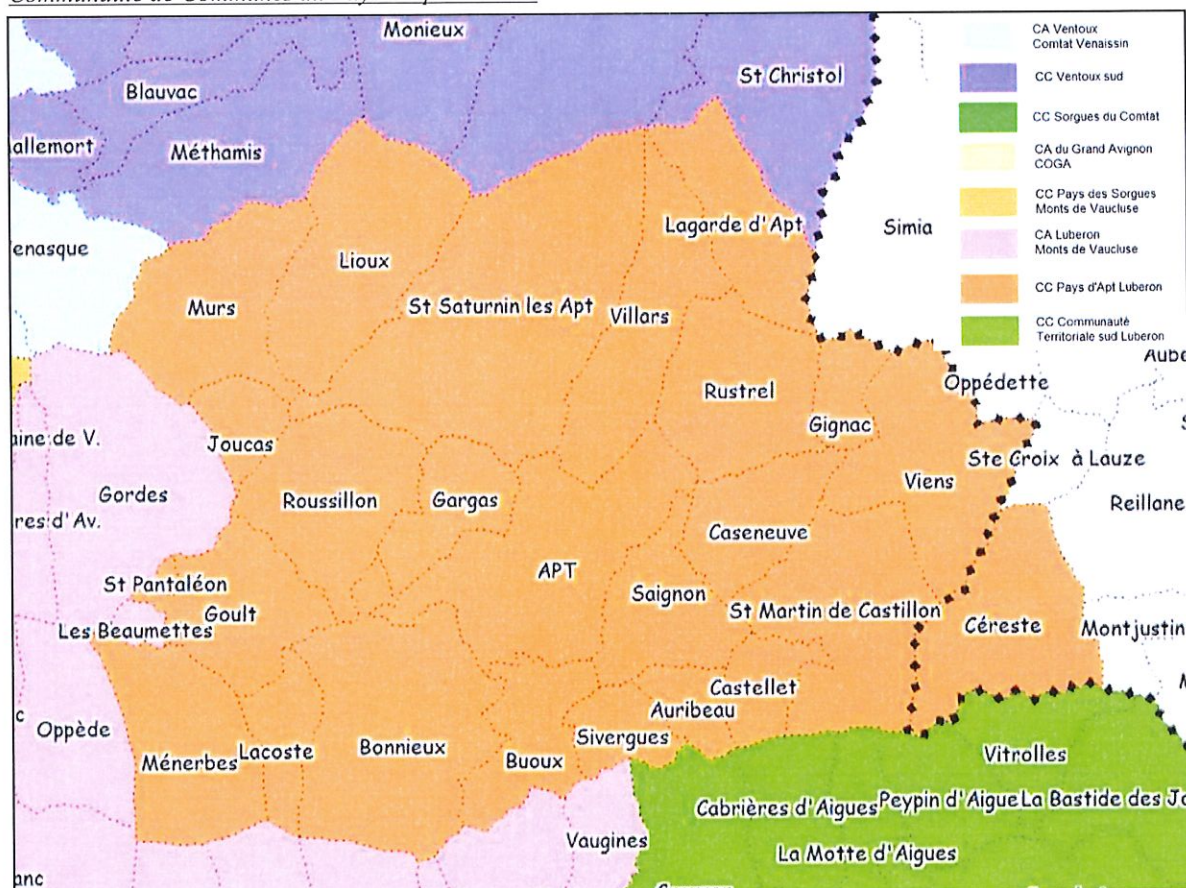 Monieux
CA Ventoux
Comtat Venaissin
CC Ventoux sud
CC Sorgues du Comtat
CA du Grand Avignon
COGA
CC Pays des Sorgues
Monts de Vaucluse
CA Luberon
Monts de Vaucluse
CC Pays d'Apt Luberon
CC Communauté
Territoriale sud Luberon
St Christol
Blauvac
allemort
Méthamis
enasque
Simia
Lagarde d'Apt
Lioux
Murs
St Saturnin les Apt
Villars
Aube
Oppédette
Rustrel
Gignac
aine de V.
Joucas
Ste Croix à Lauze
Gordes
Roussillon
Gargas
Viens
Reillane
res d'Av.
Caseneuve
APT
St Pantaléon
Saignon
Goult
St Martin de Castillon
Les Beaumettes
Céreste
Montjustin
Castellet
Auribeau
c
Oppède
Ménerbes
Lacoste
Bonnieux
Buoux
Sivergues
Vitrolles
Cabrières d'Aigues
Peypin d'Aigue
La Bastide des Jo
Vaugines
La Motte d'Aigues
anc